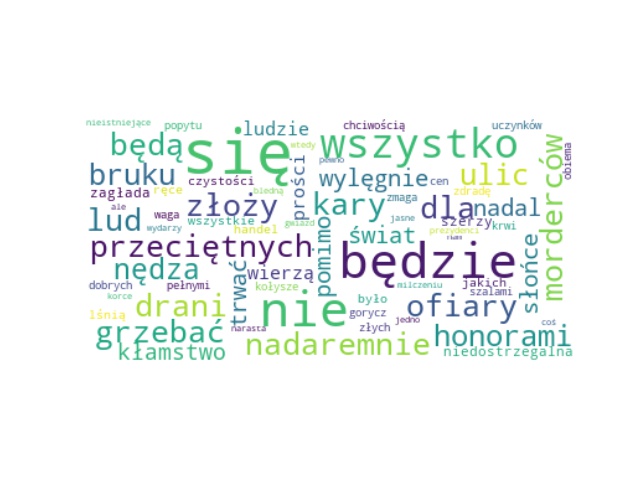 nieistniejące
popytu
ludzie
chciwością
uczynków
będą
się
wszystko
wtedy
pewno
obiema
bruku
czystości
prości
wylęgnie
cen
ulic
morderców
zagłada
ręce
biedną
zdradę
złoży
kary
zmaga
dla
nadal
lud
ale
waga
wszystkie
gwiazd
jasne
szerzy
krwi
wydarzy
handel
pomimo
świat
prezydenci
przeciętnych
będzie
słońce
nędza
trwać
wierzą
jakich
dobrych
pełnymi
kołysze
milczeniu
szalami
korce
drani
nie
było
ofiary
lśnią
gorycz
jedno
coś
grzebać
narasta
złych
honorami
kłamstwo
nadaremnie
niedostrzegalna